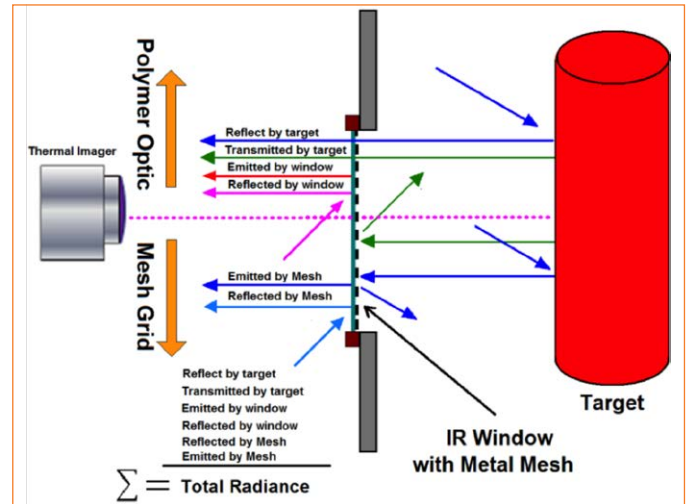 Polymer Optic
Thermal Imager
Mesh Grid
Reflect by target
Transmitted by target
Emitted by window
Reflected by window
Emitted by Mesh
Reflected by Mesh
Reflect by target
Transmitted by target
Emitted by window
Reflected by window
Reflected by Mesh
Emitted by Mesh
∑ = Total Radiance
IR Window
with Metal Mesh
Target